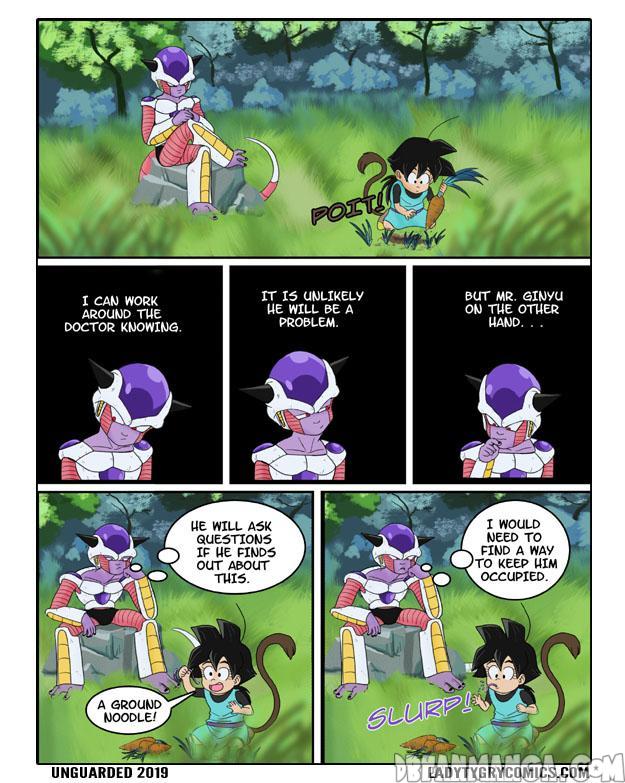 POIT!
I CAN WORK
AROUND THE
DOCTOR KNOWING.
IT IS UNLIKELY
HE WILL BE A
PROBLEM.
BUT MR. GINYU
ON THE OTHER
HAND. . .
HE WILL ASK
QUESTIONS
IF HE FINDS
OUT ABOUT
THIS.
A GROUND
NOODLE!
I WOULD
NEED TO
FIND A WAY
TO KEEP HIM
OCCUPIED.
SLURP!
UNGUARDED 2019
LADYTYGRYCOMICS.COM
DBFANMANGA.COM